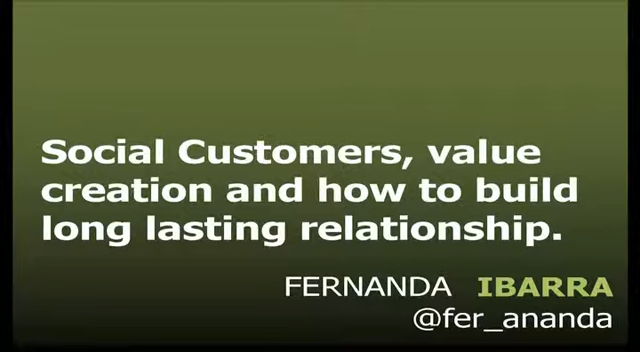 Social Customers, value
creation and how to build
long lasting relationship.
FERNANDA IBARRA
@fer_ananda